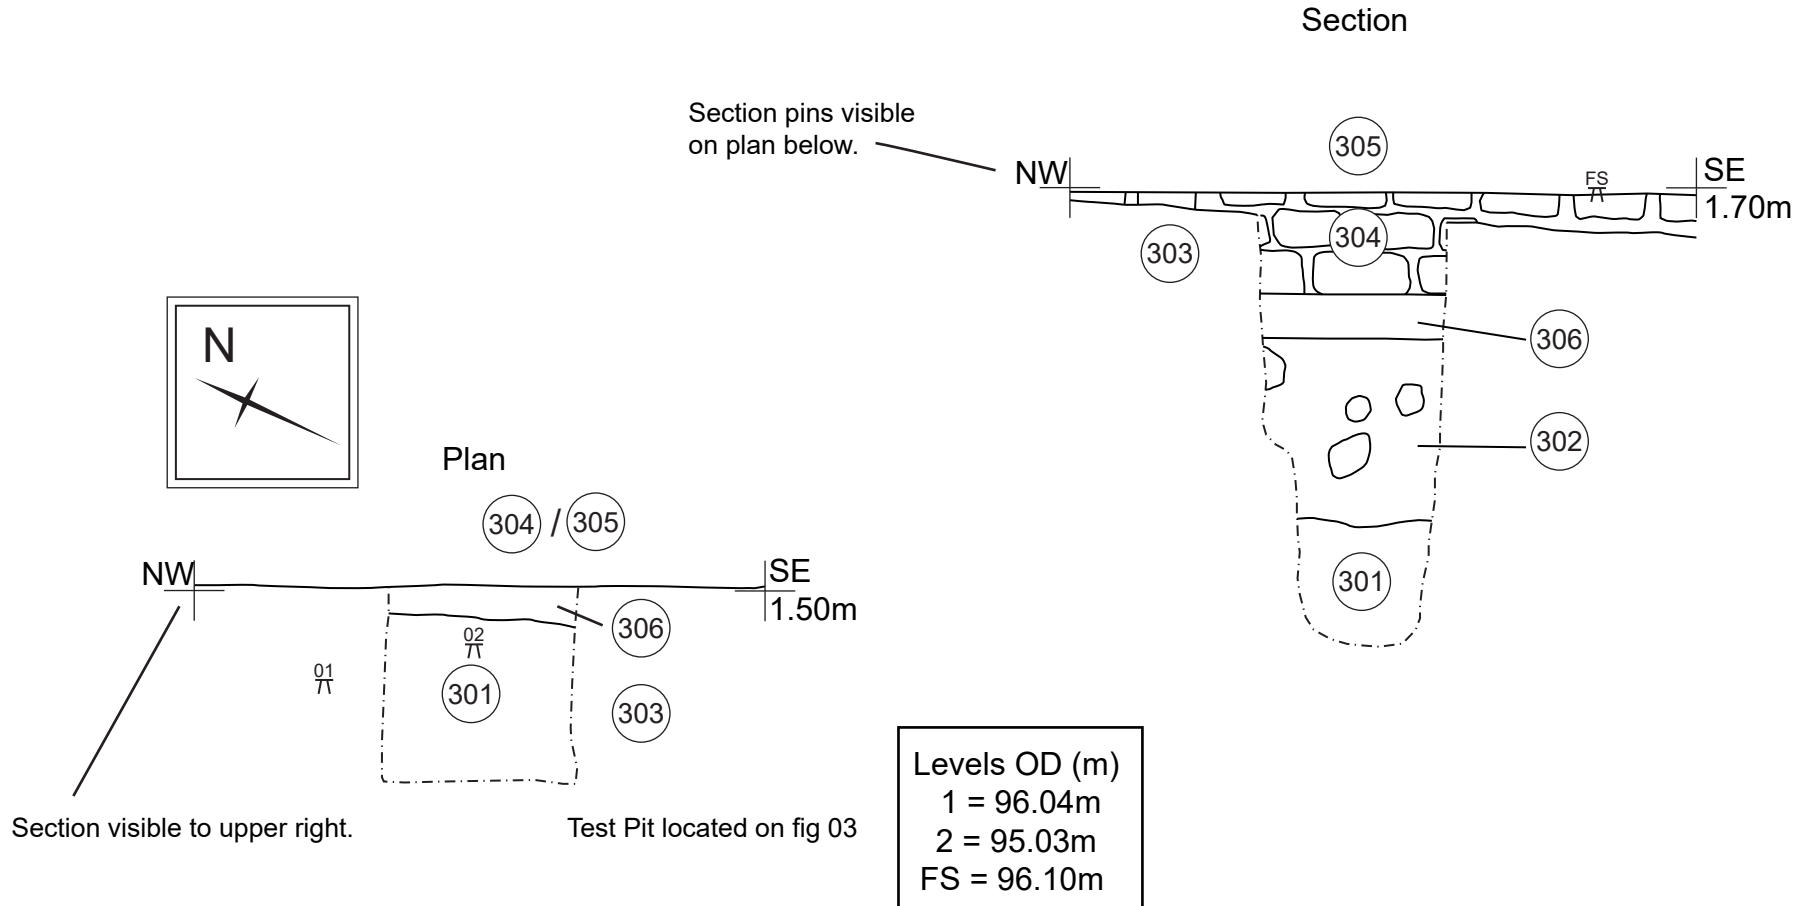 Section
Section pins visible
on plan below.
305
NW
FS
SE
1.70m
304
303
306
302
301
N
Plan
304 / 305
NW
SE
1.50m
306
02
01
301
303
Section visible to upper right.
Test Pit located on fig 03
Levels OD (m)
1 = 96.04m
2 = 95.03m
FS = 96.10m